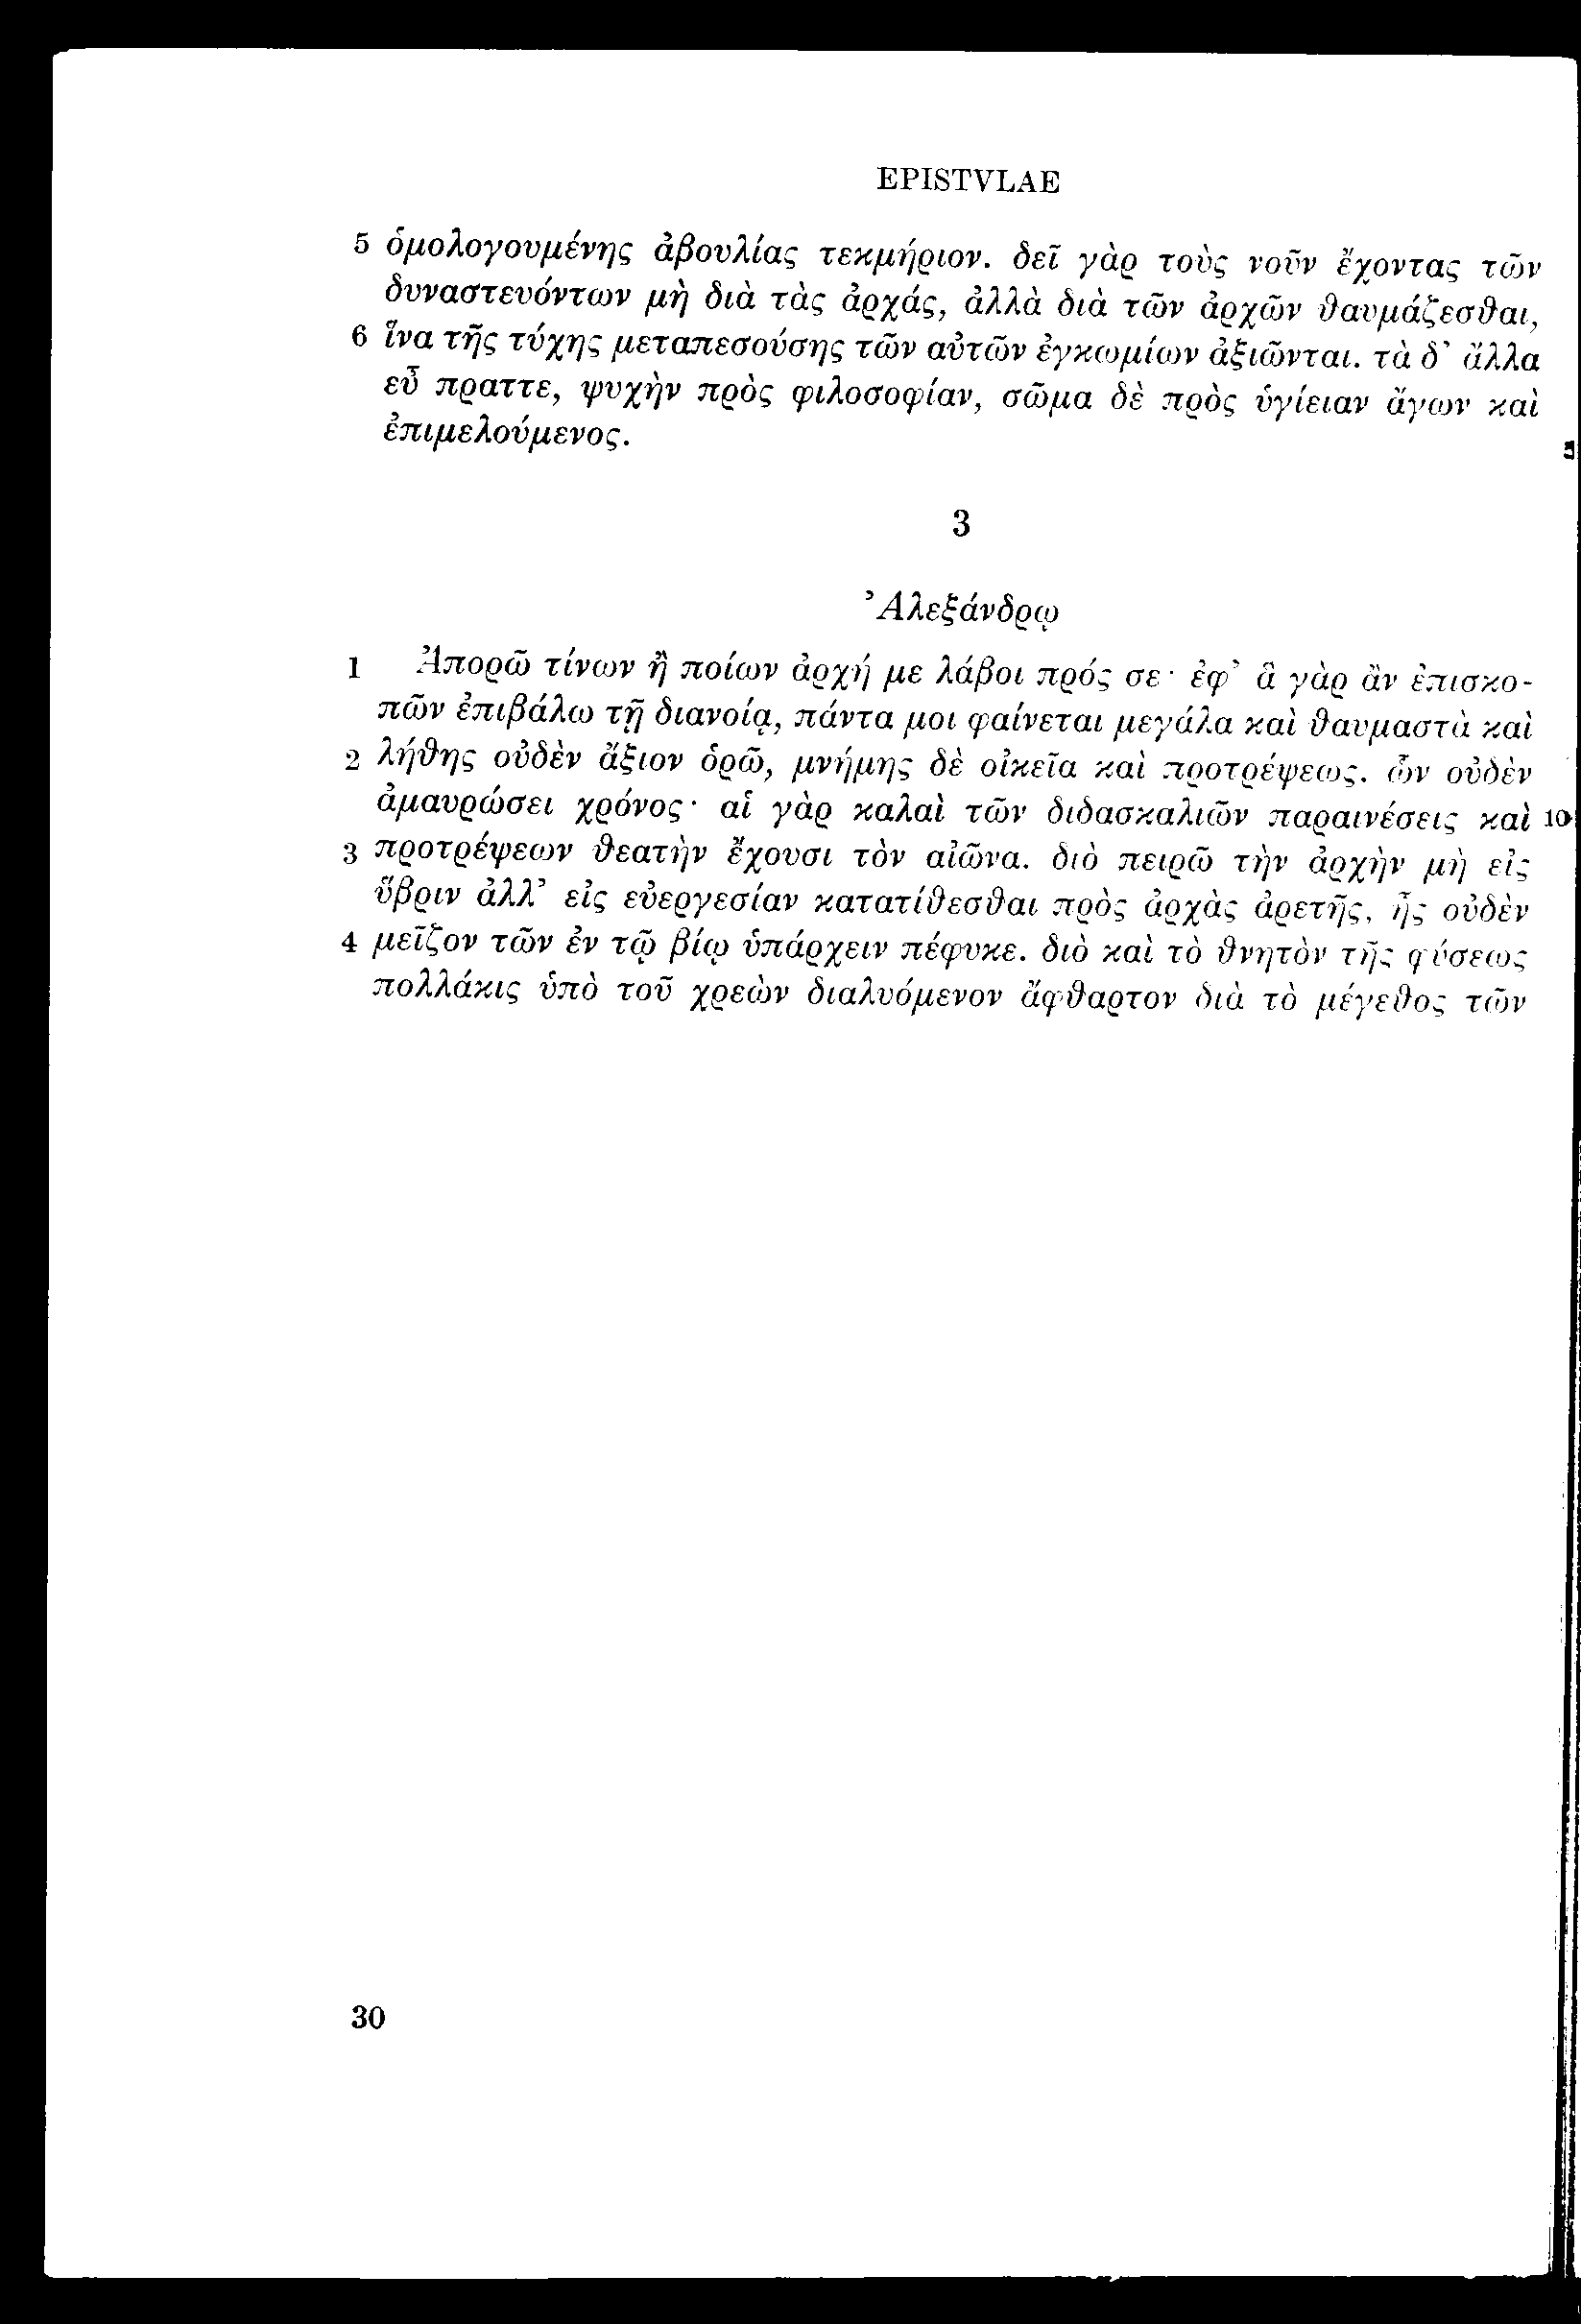 EPISTVLAE
5 ὁμολογουμένης ἀβουλίας τεκμήριον. δεῖ γὰρ τοὺς νοῦν ἔχοντας τῶν
δυναστευόντων μὴ διὰ τὰς ἀρχάς, ἀλλὰ διὰ τῶν ἀρχῶν θαυμάζεσθαι,
6 ἵνα τῆς τύχης μεταπεσούσης τῶν αὐτῶν ἐγκωμίων ἀξιῶνται. τὰ δ’ ἄλλα
εὖ πραττε, ψυχὴν πρὸς φιλοσοφίαν, σῶμα δὲ πρὸς ὑγίειαν ἄγων καὶ
ἐπιμελούμενος. 5
3
Ἀλεξάνδρῳ
1 Ἀπορῶ τίνων ἢ ποίων ἀρχή με λάβοι πρός σε· ἐφ’ ἃ γὰρ ἂν ἐπισκο-
πῶν ἐπιβάλω τῇ διανοίᾳ, πάντα μοι φαίνεται μεγάλα καὶ θαυμαστὰ καὶ
2 λήθης οὐδὲν ἄξιον ὁρῶ, μνήμης δὲ οἰκεῖα καὶ προτρέψεως. ὧν οὐδὲν
ἀμαυρώσει χρόνος· αἱ γὰρ καλαὶ τῶν διδασκαλιῶν παραινέσεις καὶ 10
3 προτρέψεων θεατὴν ἔχουσι τὸν αἰῶνα. διὸ πειρῶ τὴν ἀρχὴν μὴ εἰς
ὕβριν ἀλλ’ εἰς εὐεργεσίαν κατατίθεσθαι πρὸς ἀρχὰς ἀρετῆς, ἧς οὐδὲν
4 μεῖζον τῶν ἐν τῷ βίῳ ὑπάρχειν πέφυκε. διὸ καὶ τὸ θνητὸν τῆς φύσεως
πολλάκις ὑπὸ τοῦ χρεὼν διαλυόμενον ἄφθαρτον διὰ τὸ μέγεθος τῶν
30